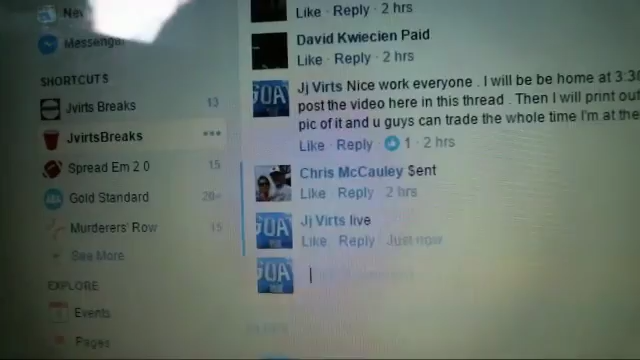 Like · Reply · 2 hrs
Messenger
David Kwiecien Paid
Like · Reply · 2 hrs
SHORTCUTS
Jvirts Breaks 13
JvirtsBreaks
Spread Em 2 0 15
Gold Standard 20+
Murderers' Row 15
See More
EXPLORE
Events
Pages
Jj Virts Nice work everyone . I will be be home at 3:30
post the video here in this thread . Then I will print out
pic of it and u guys can trade the whole time I'm at the
Like · Reply · 1 · 2 hrs
Chris McCauley Sent
Like · Reply · 2 hrs
Jj Virts live
Like · Reply · Just now